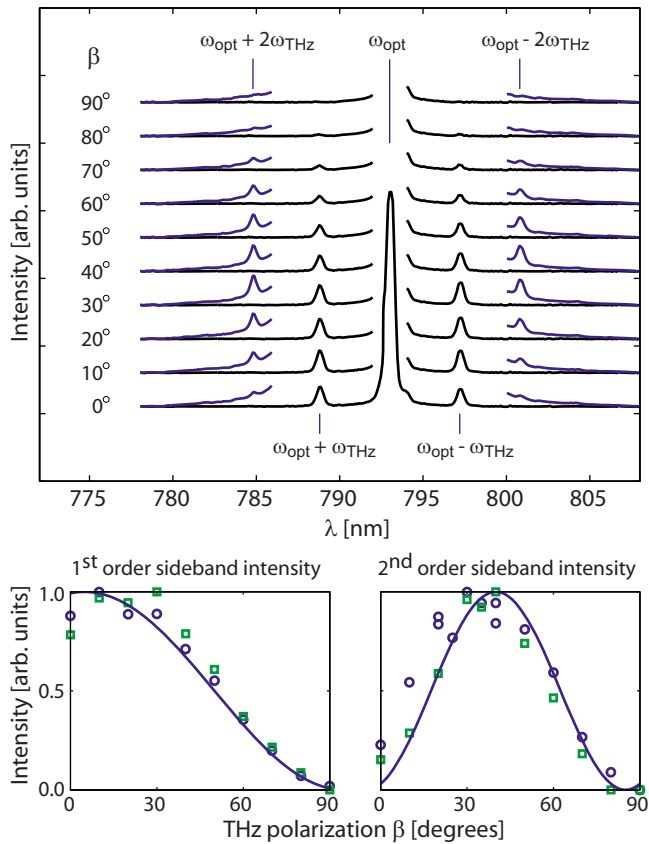 ω_opt + 2ω_THz   ω_opt   ω_opt - 2ω_THz
β
90°
80°
70°
60°
50°
40°
30°
20°
10°
0°
Intensity [arb. units]
ω_opt + ω_THz   ω_opt - ω_THz
775 780 785 790 795 800 805
λ [nm]
1st order sideband intensity
2nd order sideband intensity
Intensity [arb. units]
1.0
0.5
0.0
0 30 60 90
0 30 60 90
THz polarization β [degrees]